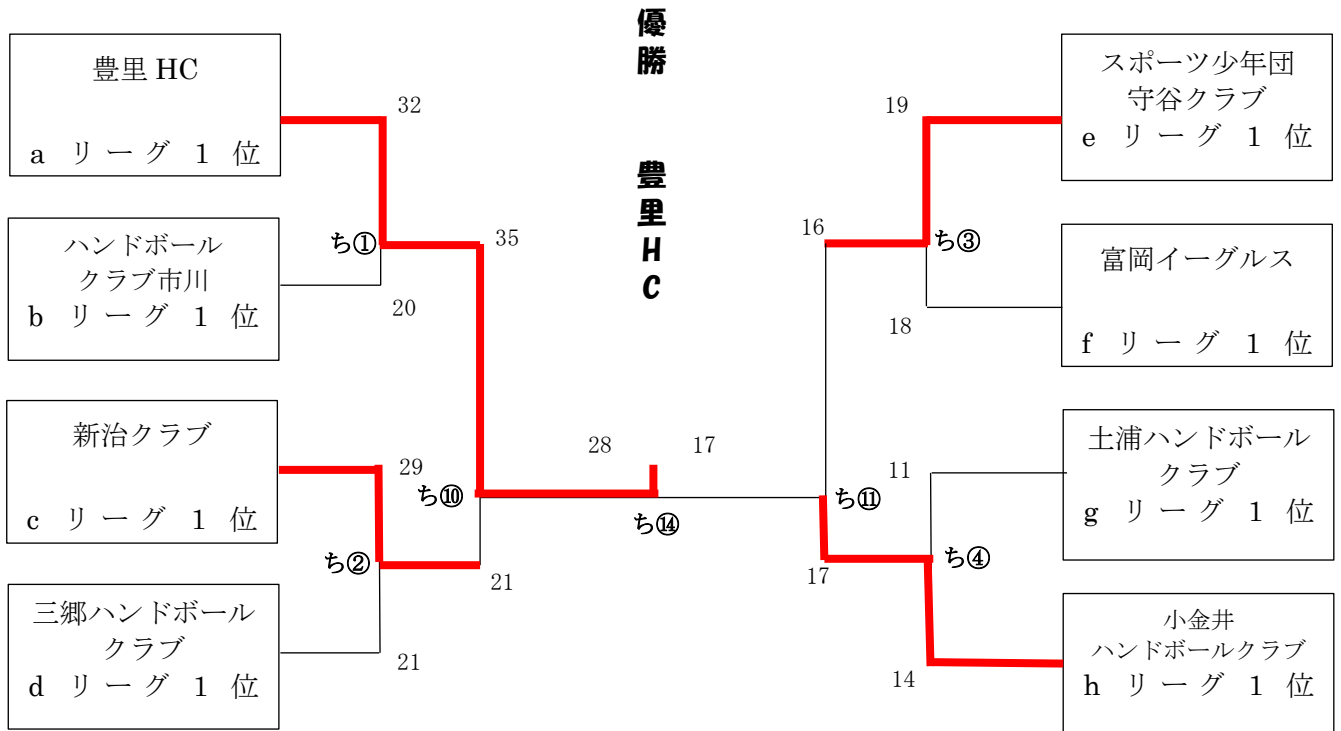 優勝 豊里HC
豊里 HC
a リーグ 1 位
ハンドボール
クラブ市川
b リーグ 1 位
新治クラブ
c リーグ 1 位
三郷ハンドボール
クラブ
d リーグ 1 位
32
ち①
20
35
29
ち⑩
ち②
21
21
28
17
ち⑭
19
16
ち③
18
11
ち⑪
ち④
17
14
スポーツ少年団
守谷クラブ
e リーグ 1 位
富岡イーグルス
f リーグ 1 位
土浦ハンドボール
クラブ
g リーグ 1 位
小金井
ハンドボールクラブ
h リーグ 1 位